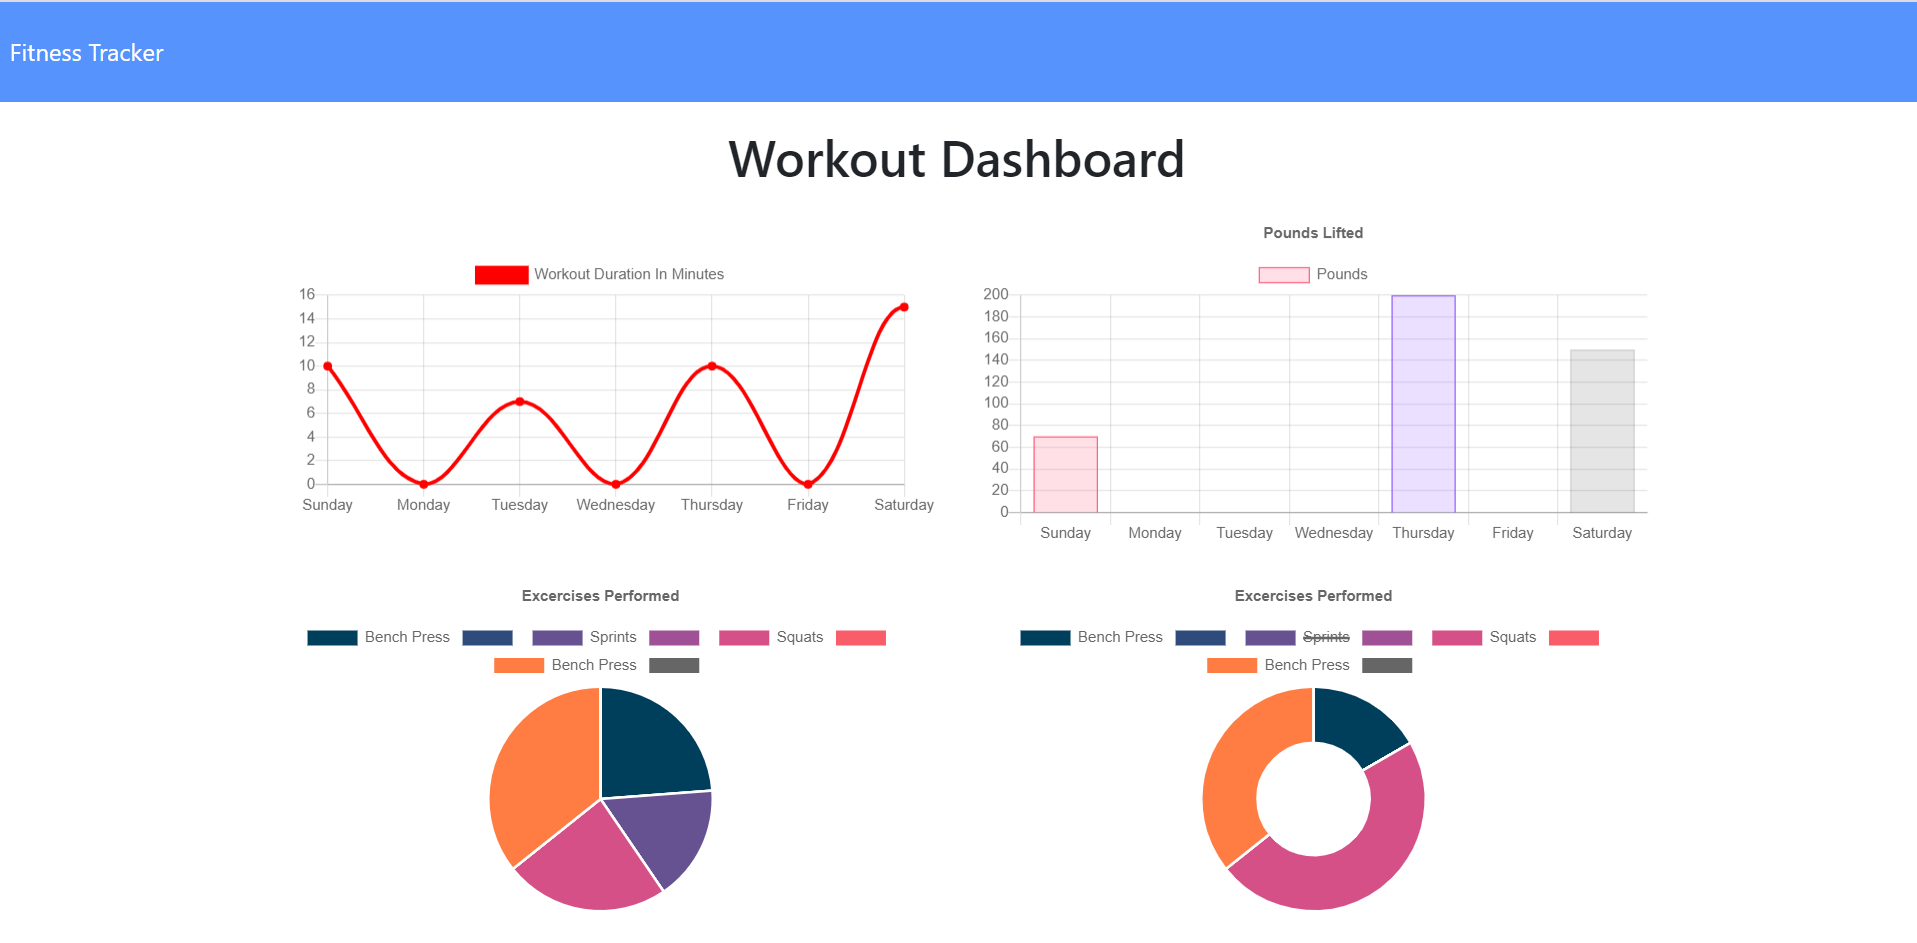 Fitness Tracker
Workout Dashboard
Workout Duration In Minutes
16
14
12
10
8
6
4
2
0
Sunday Monday Tuesday Wednesday Thursday Friday Saturday
Pounds Lifted
Pounds
200
180
160
140
120
100
80
60
40
20
0
Sunday Monday Tuesday Wednesday Thursday Friday Saturday
Excercises Performed
Bench Press Sprints Squats
Bench Press
Excercises Performed
Bench Press Sprints Squats
Bench Press